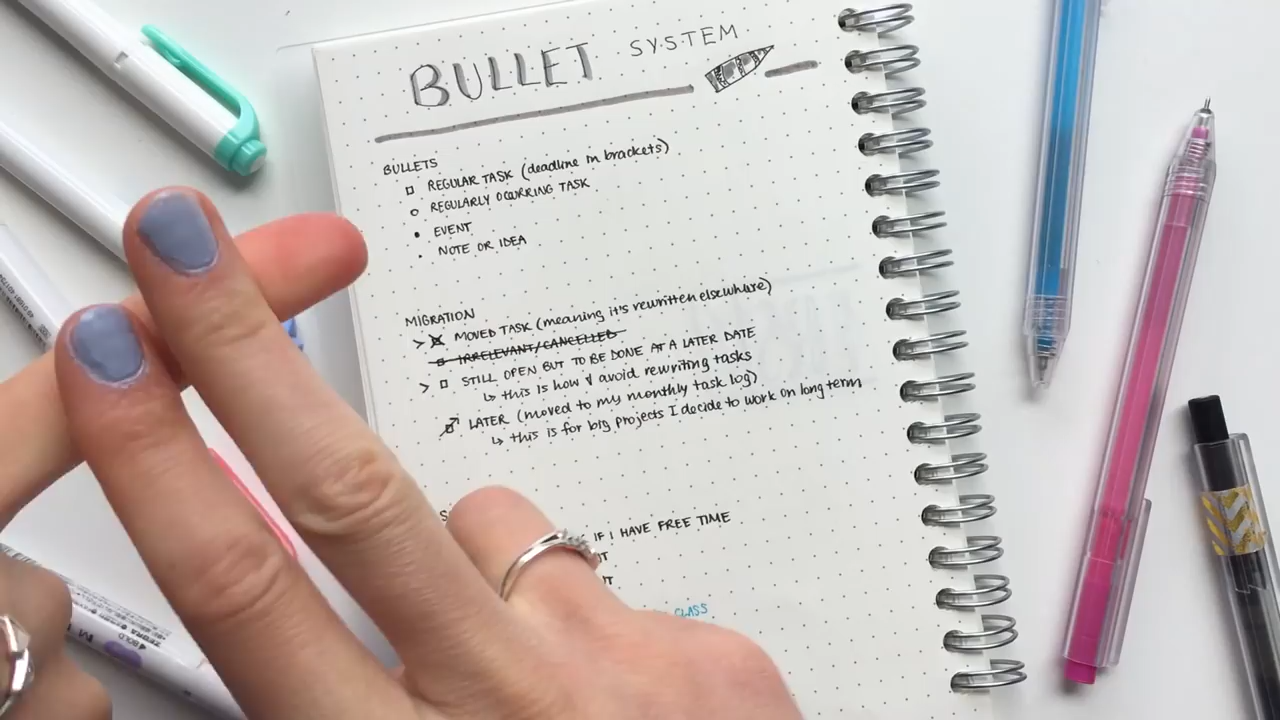 BULLET SYSTEM
BULLETS
REGULAR TASK (deadline in brackets)
REGULARLY OCURRING TASK
EVENT
NOTE OR IDEA
MIGRATION
> MOVED TASK (meaning it's rewritten elsewhere)
IRRELEVANT/CANCELLED
> STILL OPEN BUT TO BE DONE AT A LATER DATE
↳ this is how I avoid rewriting tasks
LATER (moved to my monthly task log)
↳ this is for big projects I decide to work on long term
IF I HAVE FREE TIME
CLASS
ZEBRA
BOLD